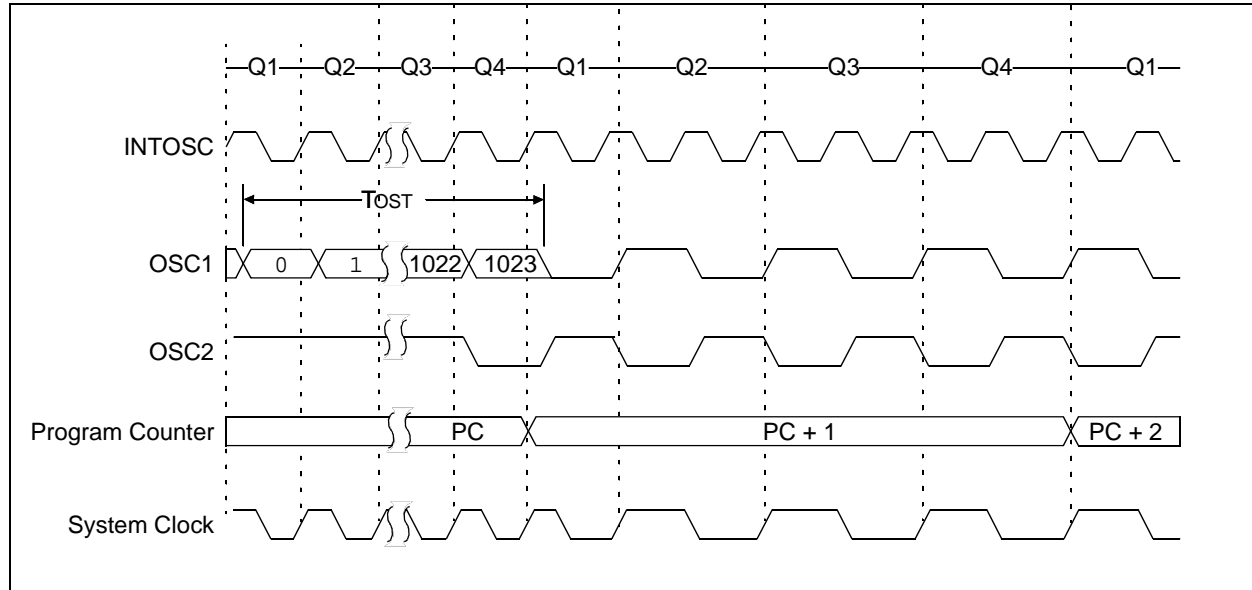 Q1 Q2 Q3 Q4 Q1 Q2 Q3 Q4 Q1
INTOSC
TOST
OSC1 0 1 1022 1023
OSC2
Program Counter PC PC + 1 PC + 2
System Clock